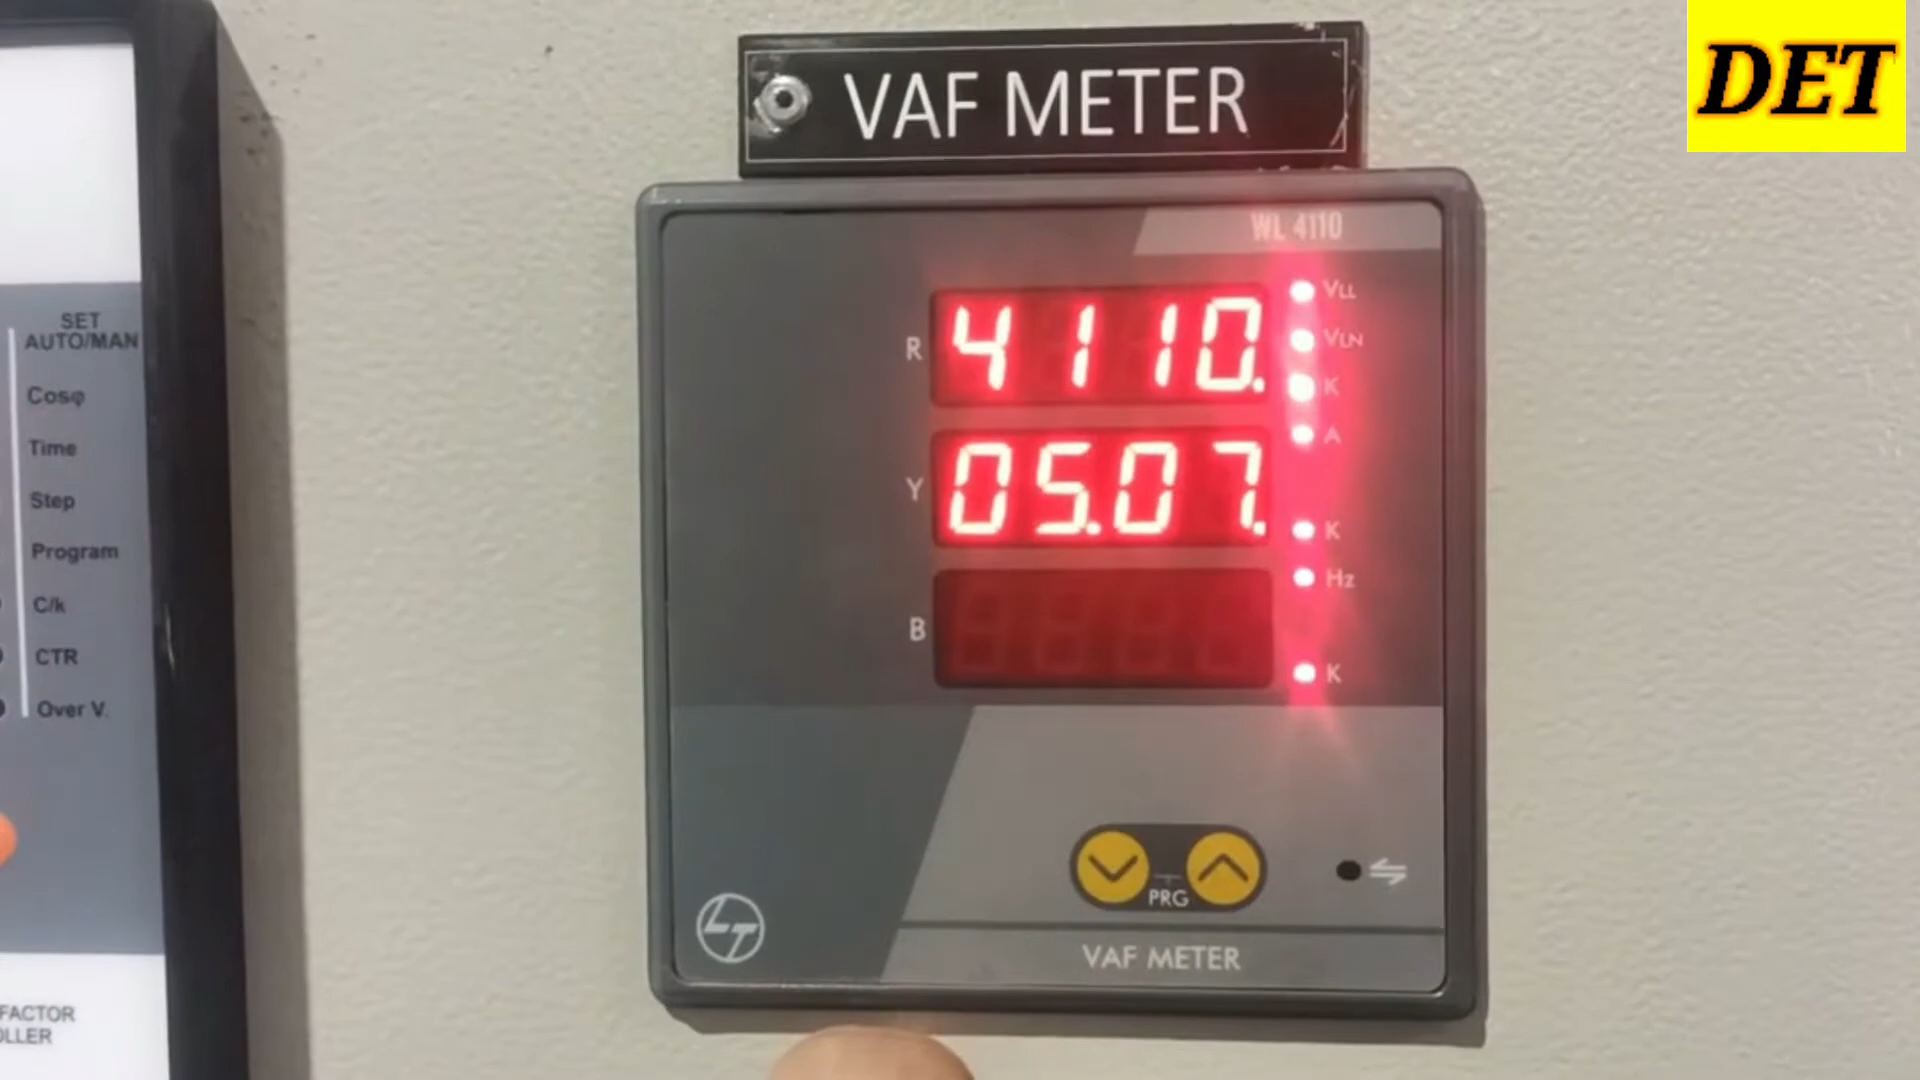 DET
VAF METER
WL 4110
R 4110. VLL
VLN
K
A
Y 05.07. K
Hz
B K
PRG
LT
VAF METER
SET
AUTO/MAN
Cosφ
Time
Step
Program
C/k
CTR
Over V.
FACTOR